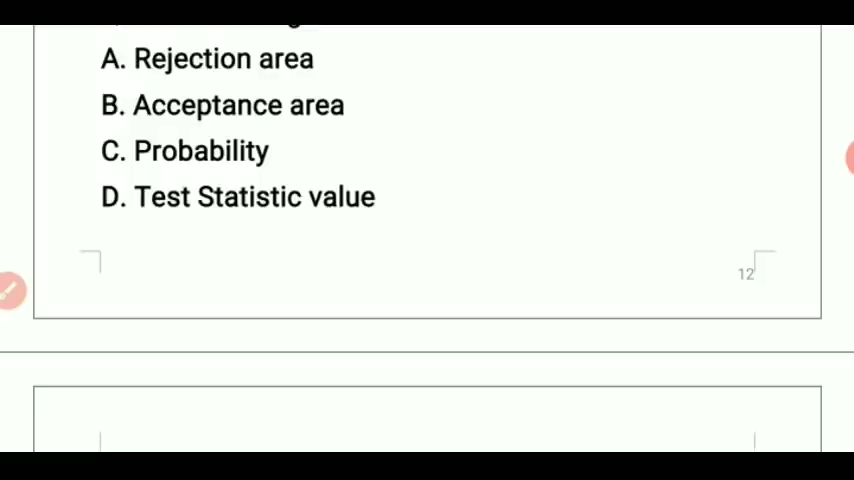 A. Rejection area
B. Acceptance area
C. Probability
D. Test Statistic value
12